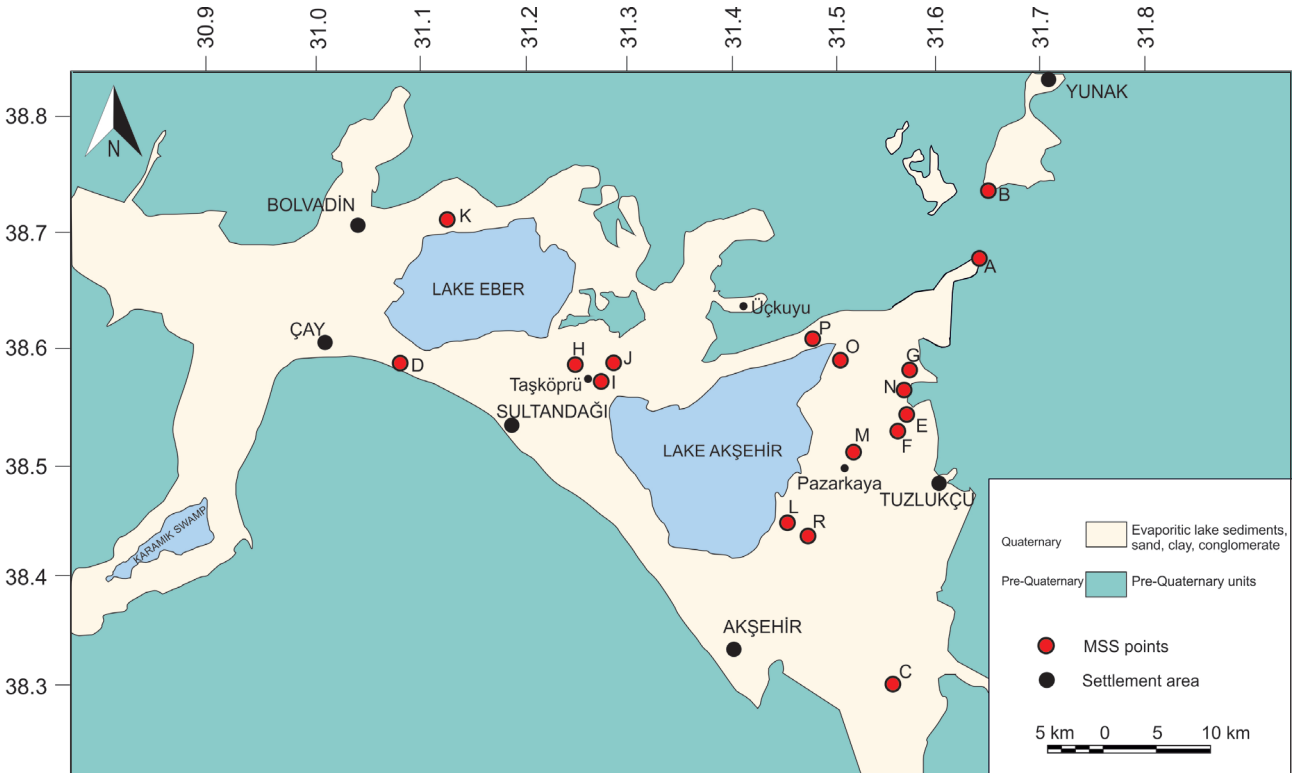 30.9
31.0
31.1
31.2
31.3
31.4
31.5
31.6
31.7
31.8
38.8
38.7
38.6
38.5
38.4
38.3
N
YUNAK
B
BOLVADİN
K
A
LAKE EBER
Üçkuyu
ÇAY
P
O
D
H
J
G
Taşköprü
I
N
SULTANDAĞI
E
F
LAKE AKŞEHİR
M
Pazarkaya
TUZLUKÇU
L
R
KARAMIK SWAMP
AKŞEHİR
C
Quaternary
Evaporitic lake sediments,
sand, clay, conglomerate
Pre-Quaternary
Pre-Quaternary units
MSS points
Settlement area
5 km 0 5 10 km